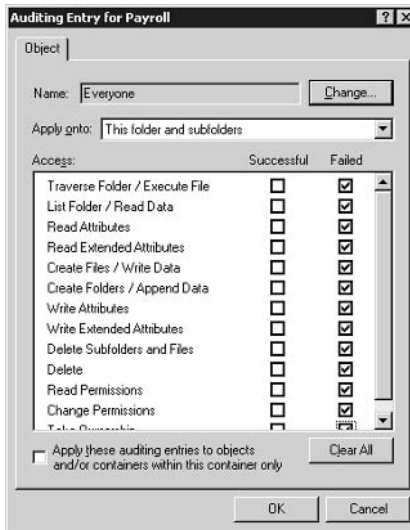 Auditing Entry for Payroll
Object
Name: Everyone Change...
Apply onto: This folder and subfolders
Access: Successful Failed
Traverse Folder / Execute File
List Folder / Read Data
Read Attributes
Read Extended Attributes
Create Files / Write Data
Create Folders / Append Data
Write Attributes
Write Extended Attributes
Delete Subfolders and Files
Delete
Read Permissions
Change Permissions
Take Ownership
Apply these auditing entries to objects
and/or containers within this container only
Clear All
OK Cancel